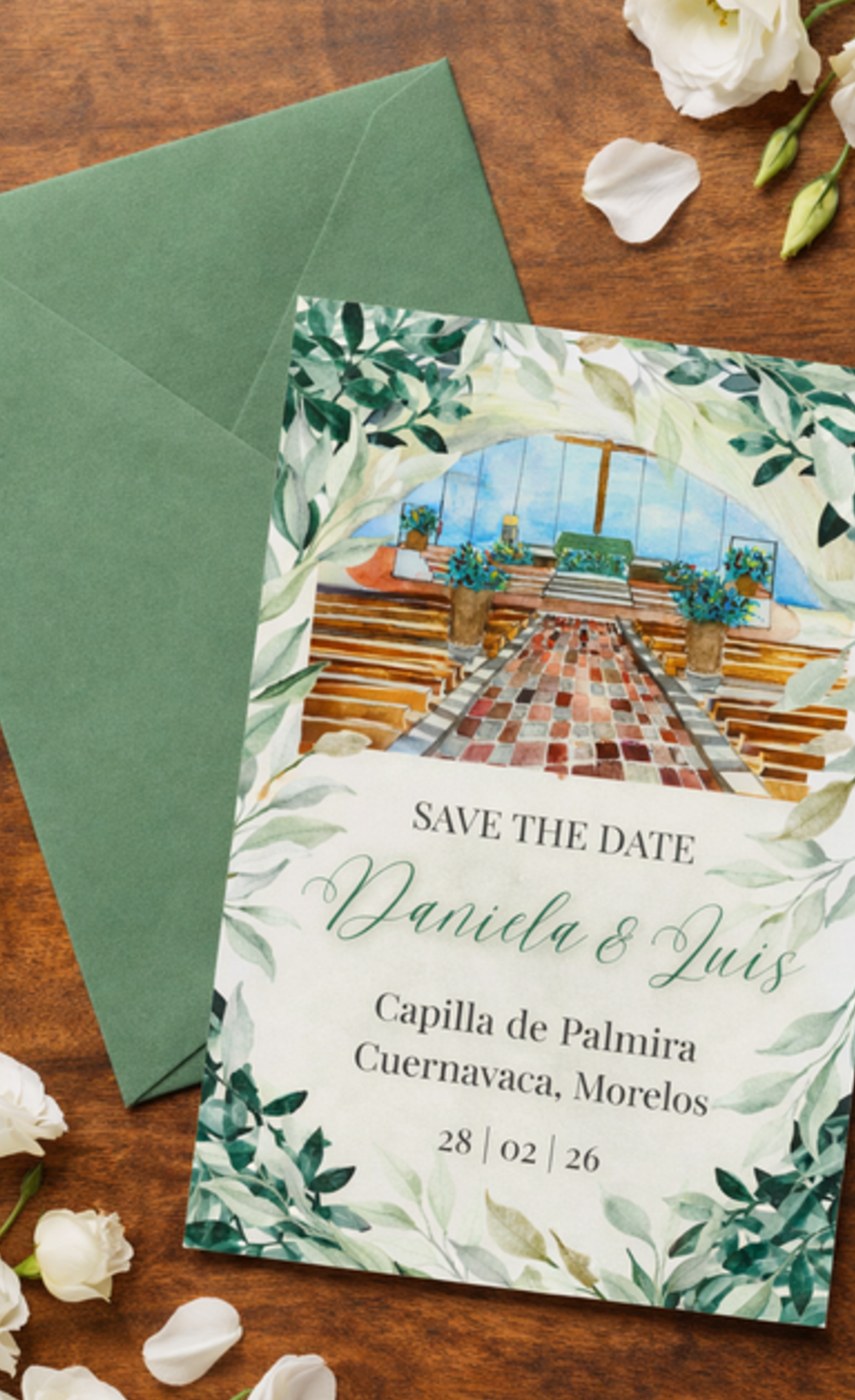 SAVE THE DATE
Daniela & Luis
Capilla de Palmira
Cuernavaca, Morelos
28 | 02 | 26